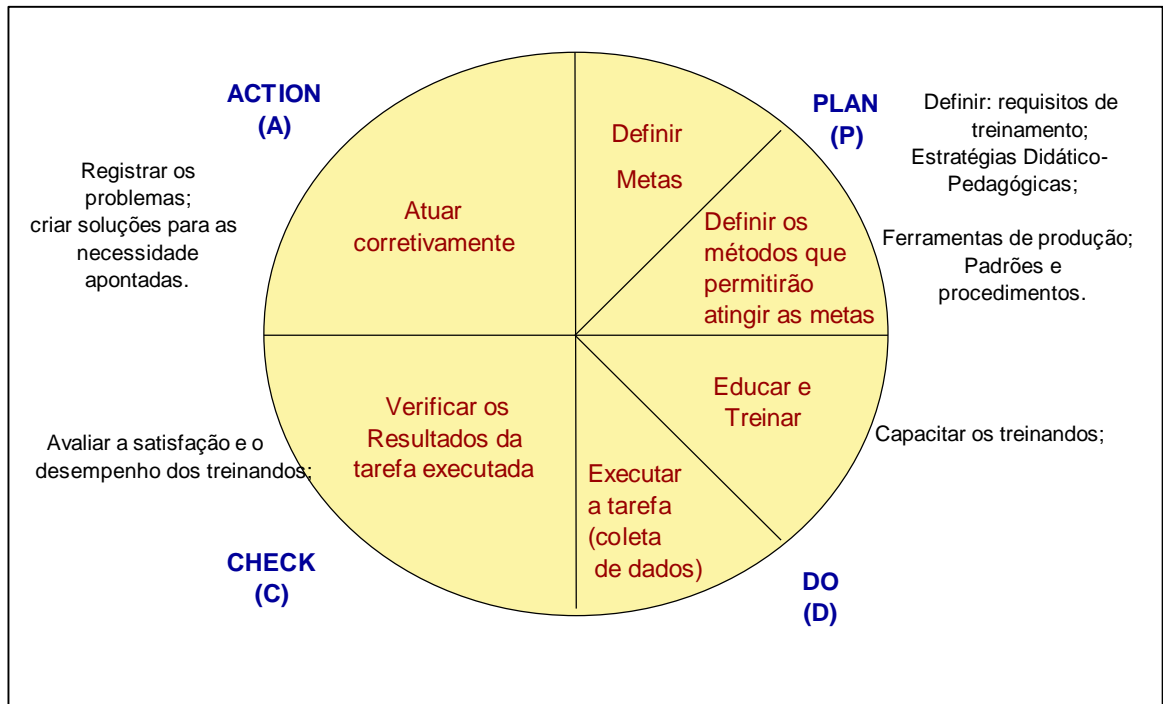 ACTION
(A)
Registrar os
problemas;
criar soluções para as
necessidade
apontadas.
Atuar
corretivamente
Definir
Metas
PLAN
(P)
Definir: requisitos de
treinamento;
Estratégias Didático-
Pedagógicas;
Ferramentas de produção;
Padrões e
procedimentos.
Definir os
métodos que
permitirão
atingir as metas
Educar e
Treinar
Capacitar os treinandos;
Executar
a tarefa
(coleta
de dados)
DO
(D)
Verificar os
Resultados da
tarefa executada
Avaliar a satisfação e o
desempenho dos treinandos;
CHECK
(C)